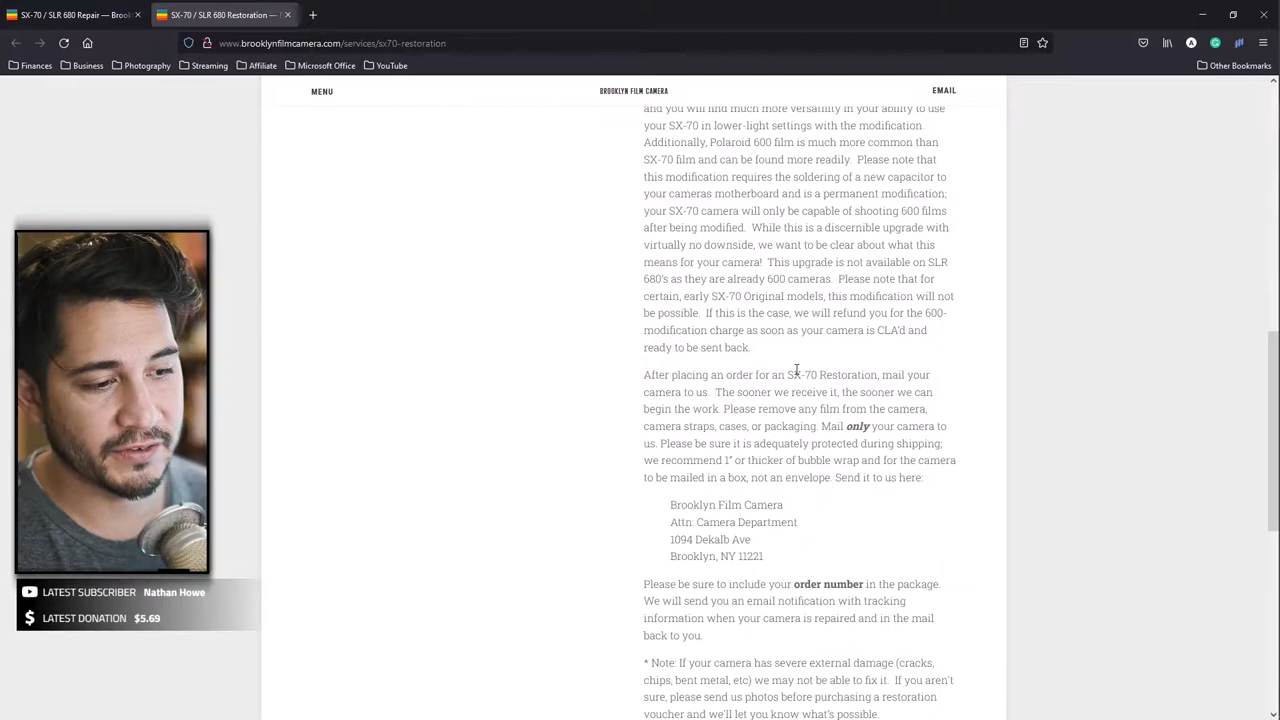 SX-70 / SLR 680 Repair — Brook
SX-70 / SLR 680 Restoration —
www.brooklynfilmcamera.com/services/sx70-restoration
Finances
Business
Photography
Streaming
Affiliate
Microsoft Office
YouTube
Other Bookmarks
MENU
BROOKLYN FILM CAMERA
EMAIL
and you will find much more versatility in your ability to use
your SX-70 in lower-light settings with the modification.
Additionally, Polaroid 600 film is much more common than
SX-70 film and can be found more readily. Please note that
this modification requires the soldering of a new capacitor to
your cameras motherboard and is a permanent modification;
your SX-70 camera will only be capable of shooting 600 films
after being modified. While this is a discernible upgrade with
virtually no downside, we want to be clear about what this
means for your camera! This upgrade is not available on SLR
680's as they are already 600 cameras. Please note that for
certain, early SX-70 Original models, this modification will not
be possible. If this is the case, we will refund you for the 600-
modification charge as soon as your camera is CLA'd and
ready to be sent back.
After placing an order for an SX-70 Restoration, mail your
camera to us. The sooner we receive it, the sooner we can
begin the work. Please remove any film from the camera,
camera straps, cases, or packaging. Mail only your camera to
us. Please be sure it is adequately protected during shipping;
we recommend 1" or thicker of bubble wrap and for the camera
to be mailed in a box, not an envelope. Send it to us here:
Brooklyn Film Camera
Attn: Camera Department
1094 Dekalb Ave
Brooklyn, NY 11221
Please be sure to include your order number in the package.
We will send you an email notification with tracking
information when your camera is repaired and in the mail
back to you.
* Note: If your camera has severe external damage (cracks,
chips, bent metal, etc) we may not be able to fix it. If you aren't
sure, please send us photos before purchasing a restoration
voucher and we'll let you know what's possible.
LATEST SUBSCRIBER Nathan Howe
LATEST DONATION $5.69